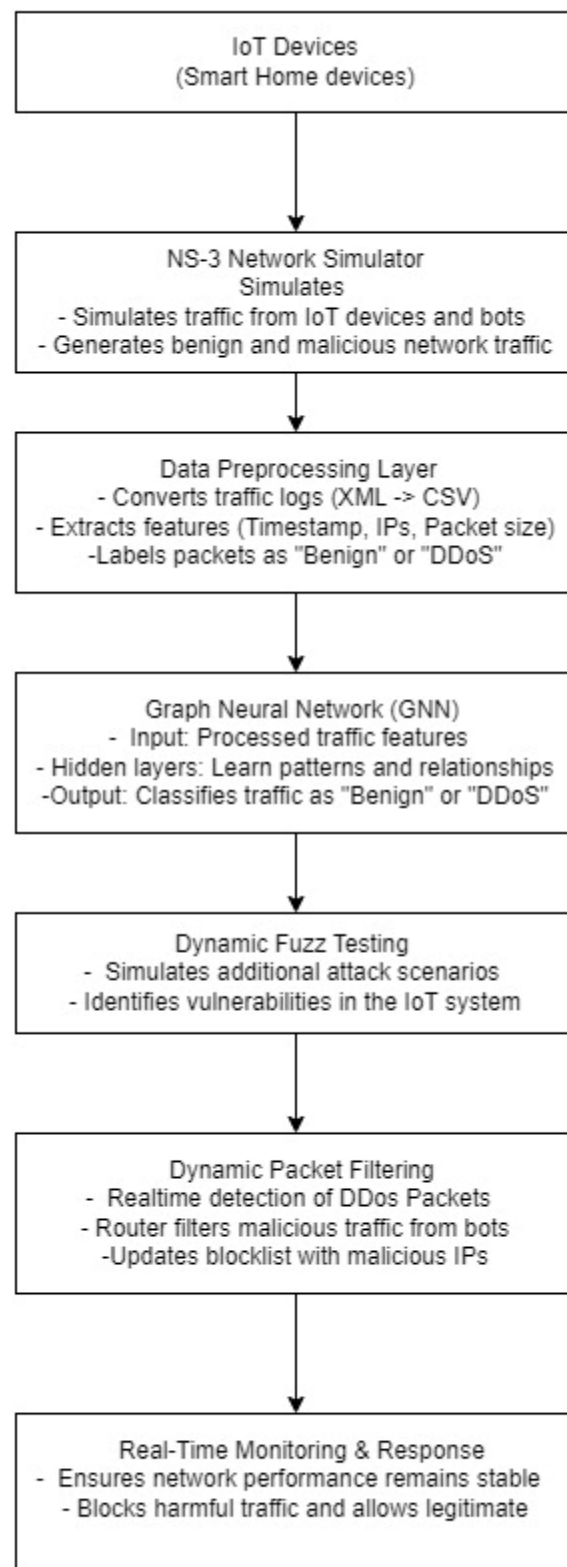 IoT Devices
(Smart Home devices)
NS-3 Network Simulator
Simulates
- Simulates traffic from IoT devices and bots
- Generates benign and malicious network traffic
Data Preprocessing Layer
- Converts traffic logs (XML -> CSV)
- Extracts features (Timestamp, IPs, Packet size)
-Labels packets as "Benign" or "DDoS"
Graph Neural Network (GNN)
- Input: Processed traffic features
- Hidden layers: Learn patterns and relationships
-Output: Classifies traffic as "Benign" or "DDoS"
Dynamic Fuzz Testing
- Simulates additional attack scenarios
- Identifies vulnerabilities in the IoT system
Dynamic Packet Filtering
- Realtime detection of DDos Packets
- Router filters malicious traffic from bots
-Updates blocklist with malicious IPs
Real-Time Monitoring & Response
- Ensures network performance remains stable
- Blocks harmful traffic and allows legitimate